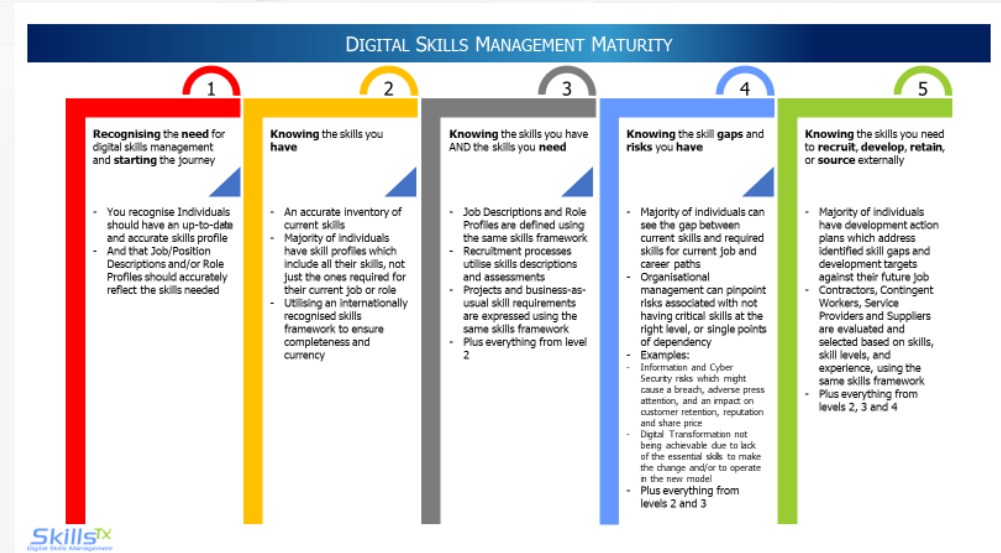 DIGITAL SKILLS MANAGEMENT MATURITY
1
Recognising the need for
digital skills management
and starting the journey
- You recognise Individuals
should have an up-to-date
and accurate skills profile
- And that Job/Position
Descriptions and/or Role
Profiles should accurately
reflect the skills needed
2
Knowing the skills you
have
- An accurate inventory of
current skills
- Majority of individuals
have skill profiles which
include all their skills, not
just the ones required for
their current job or role
- Utilising an internationally
recognised skills
framework to ensure
completeness and
currency
3
Knowing the skills you have
AND the skills you need
- Job Descriptions and Role
Profiles are defined using
the same skills framework
- Recruitment processes
utilise skills descriptions
and assessments
- Projects and business-as-
usual skill requirements
are expressed using the
same skills framework
- Plus everything from level
2
4
Knowing the skill gaps and
risks you have
- Majority of individuals can
see the gap between
current skills and required
skills for current job and
career paths
- Organisational
management can pinpoint
risks associated with not
having critical skills at the
right level, or single points
of dependency
- Examples:
- Information and Cyber
Security risks which might
cause a breach, adverse press
attention, and an impact on
customer retention, reputation
and share price
- Digital Transformation not
being achievable due to lack
of the essential skills to make
the change and/or to operate
in the new model
- Plus everything from
levels 2 and 3
5
Knowing the skills you need
to recruit, develop, retain,
or source externally
- Majority of individuals
have development action
plans which address
identified skill gaps and
development targets
against their future job
- Contractors, Contingent
Workers, Service
Providers and Suppliers
are evaluated and
selected based on skills,
skill levels, and
experience, using the
same skills framework
- Plus everything from
levels 2, 3 and 4
SkillsTX
Digital Skills Management